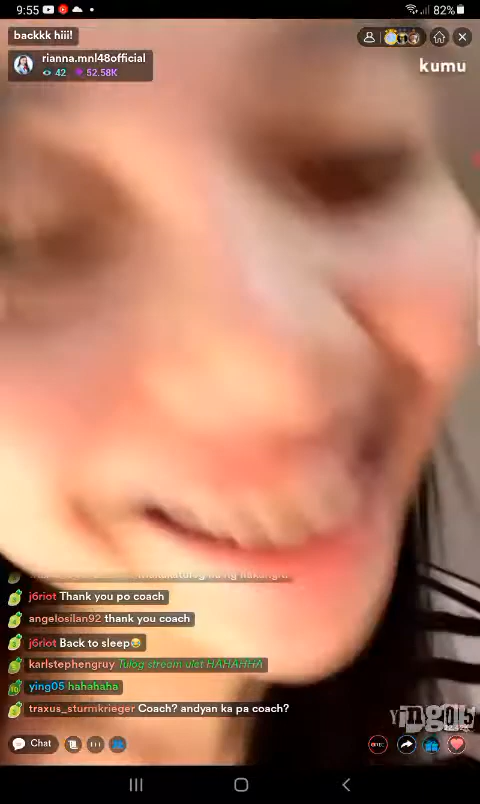 9:55
82%
backkk hiii!
rianna.mnl48official
42
52.58K
kumu
j6riot Thank you po coach
angelosilan92 thank you coach
j6riot Back to sleep😭
karlstephengruy Tulog stream ulet HAHAHHA
ying05 hahahaha
traxus_sturmkrieger Coach? andyan ka pa coach?
Chat